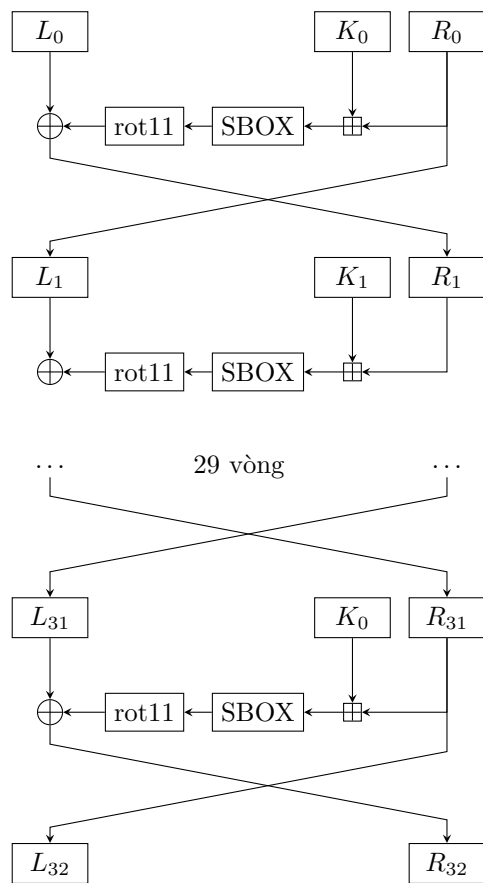 L₀ K₀ R₀
rot11 SBOX
L₁ K₁ R₁
rot11 SBOX
... 29 vòng ...
L₃₁ K₀ R₃₁
rot11 SBOX
L₃₂ R₃₂